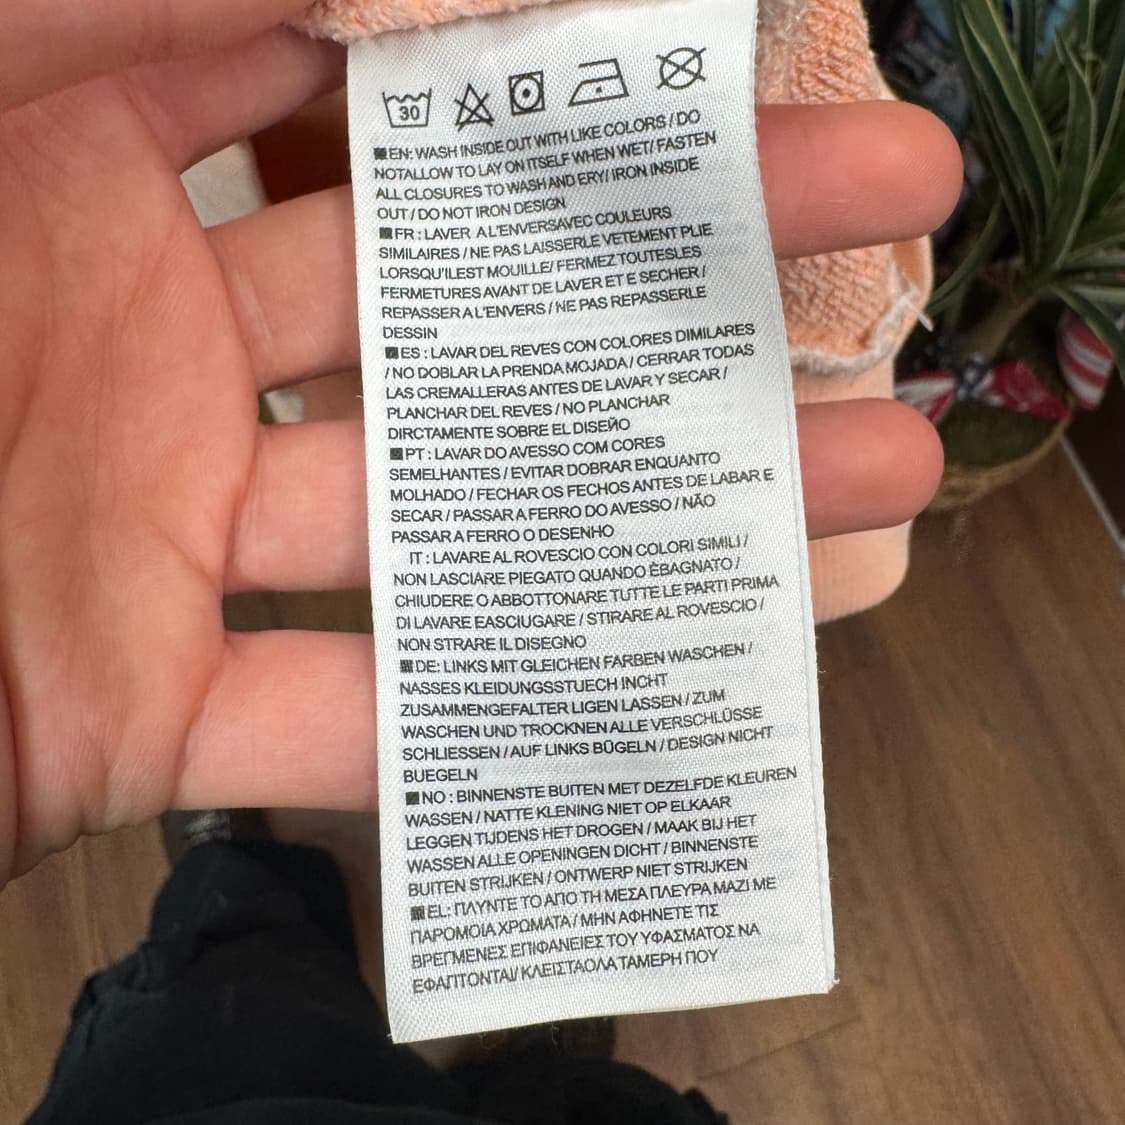 30
EN: WASH INSIDE OUT WITH LIKE COLORS / DO
NOTALLOW TO LAY ON ITSELF WHEN WET/ FASTEN
ALL CLOSURES TO WASH AND ERY/ IRON INSIDE
OUT / DO NOT IRON DESIGN
FR : LAVER A L'ENVERSAVEC COULEURS
SIMILAIRES / NE PAS LAISSERLE VETEMENT PLIE
LORSQU'ILEST MOUILLE/ FERMEZ TOUTESLES
FERMETURES AVANT DE LAVER ET E SECHER /
REPASSER A L'ENVERS / NE PAS REPASSERLE
DESSIN
ES : LAVAR DEL REVES CON COLORES DIMILARES
/ NO DOBLAR LA PRENDA MOJADA / CERRAR TODAS
LAS CREMALLERAS ANTES DE LAVAR Y SECAR /
PLANCHAR DEL REVES / NO PLANCHAR
DIRCTAMENTE SOBRE EL DISEÑO
PT : LAVAR DO AVESSO COM CORES
SEMELHANTES / EVITAR DOBRAR ENQUANTO
MOLHADO / FECHAR OS FECHOS ANTES DE LABAR E
SECAR / PASSAR A FERRO DO AVESSO / NÃO
PASSAR A FERRO O DESENHO
IT : LAVARE AL ROVESCIO CON COLORI SIMILI /
NON LASCIARE PIEGATO QUANDO ÈBAGNATO /
CHIUDERE O ABBOTTONARE TUTTE LE PARTI PRIMA
DI LAVARE EASCIUGARE / STIRARE AL ROVESCIO /
NON STRARE IL DISEGNO
DE: LINKS MIT GLEICHEN FARBEN WASCHEN /
NASSES KLEIDUNGSSTUECH INCHT
ZUSAMMENGEFALTER LIGEN LASSEN / ZUM
WASCHEN UND TROCKNEN ALLE VERSCHLÜSSE
SCHLIESSEN / AUF LINKS BÜGELN / DESIGN NICHT
BUEGELN
NO : BINNENSTE BUITEN MET DEZELFDE KLEUREN
WASSEN / NATTE KLENING NIET OP ELKAAR
LEGGEN TIJDENS HET DROGEN / MAAK BIJ HET
WASSEN ALLE OPENINGEN DICHT / BINNENSTE
BUITEN STRIJKEN / ONTWERP NIET STRIJKEN
EL: ΠΛΥΝΤΕ ΤΟ ΑΠΟ ΤΗ ΜΕΣΑ ΠΛΕΥΡΑ ΜΑΖΙ ΜΕ
ΠΑΡΟΜΟΙΑ ΧΡΩΜΑΤΑ / ΜΗΝ ΑΦΗΝΕΤΕ ΤΙΣ
ΒΡΕΓΜΕΝΕΣ ΕΠΙΦΑΝΕΙΕΣ ΤΟΥ ΥΦΑΣΜΑΤΟΣ ΝΑ
ΕΦΑΠΤΟΝΤΑΙ/ ΚΛΕΙΣΤΑΟΛΑ ΤΑΜΕΡΗ ΠΟΥ